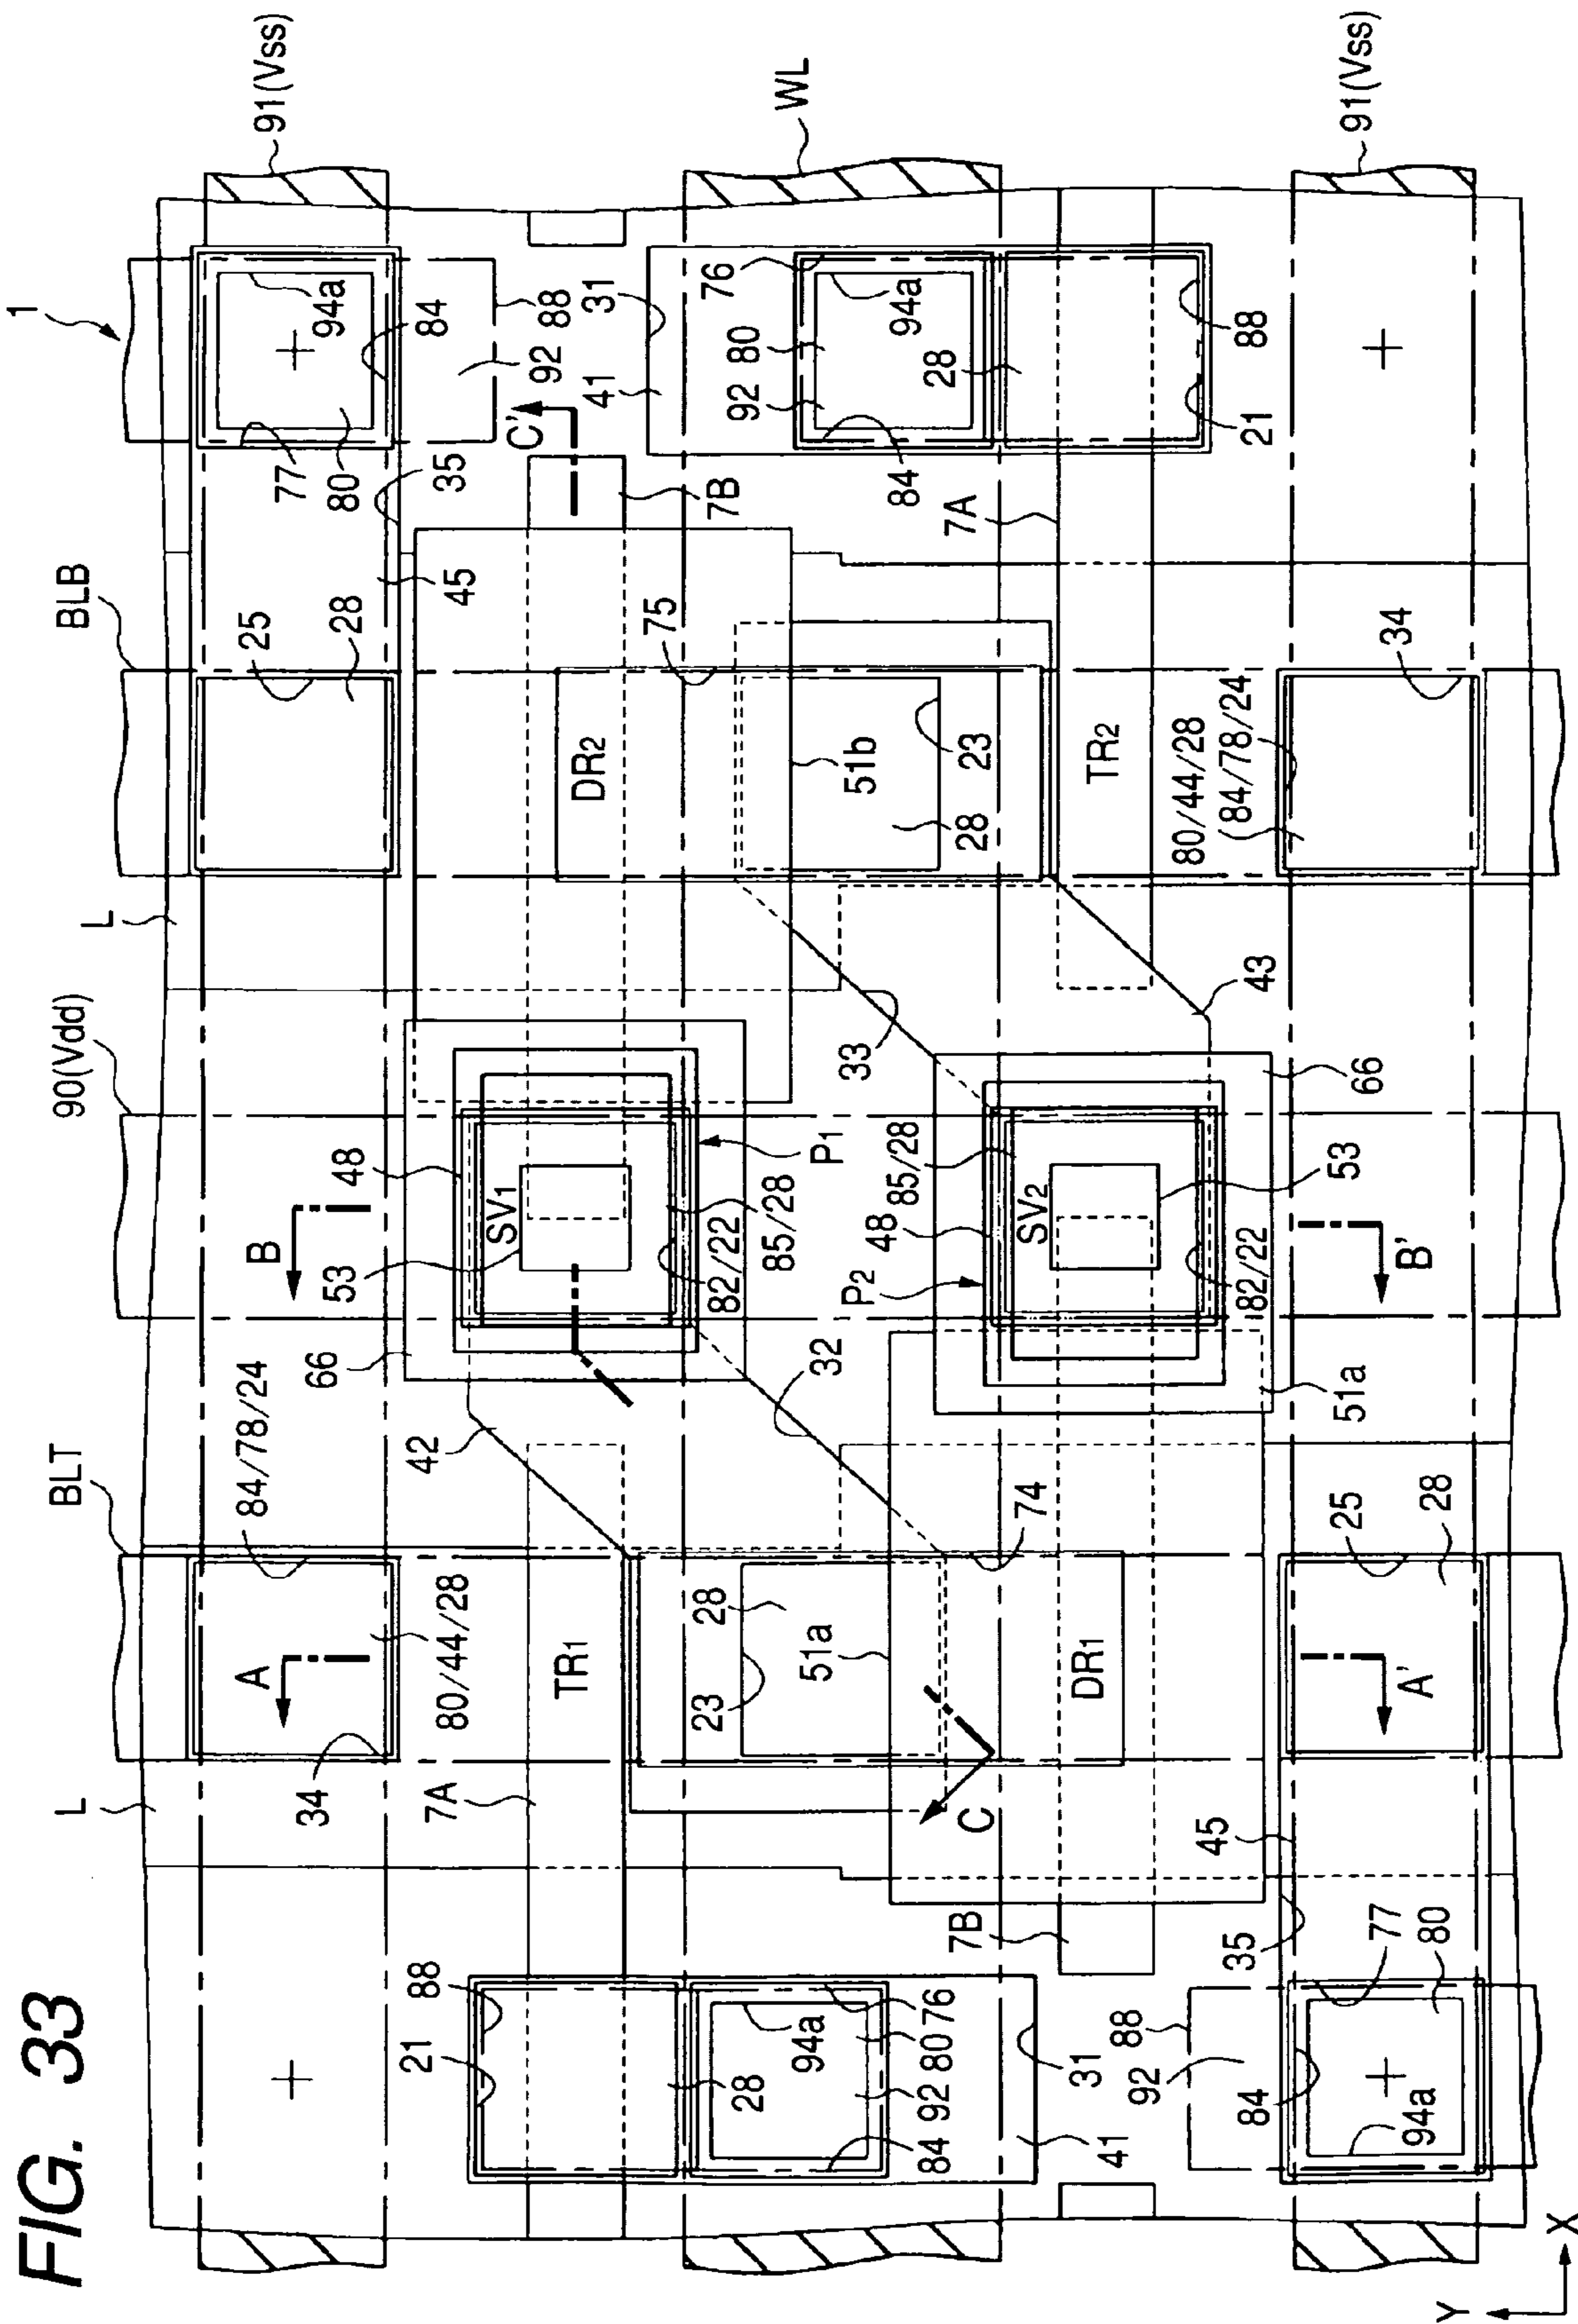 FIG. 33
1
L
BLT
90(Vdd)
L
BLB
91(Vss)
84/78/24
B
25
A
34
77
94a
28
66
53
48
80
21
88
7A
42
80/44/28
35
84
45
SV1
92
88
C'
TR1
32
82/22
DR2
41
31
28
23
28
85/28
P1
75
7B
94a
76
51a
33
51b
92
80
WL
92
80
76
84
P2
48
85/28
28
23
84
28
C
7B
74
7A
41
31
DR1
SV2
53
TR2
88
92
88
21
84
35
45
82/22
43
80/44/28
(84/78/24
77
51a
66
94a
80
A'
25
28
B'
34
91(Vss)
Y
X